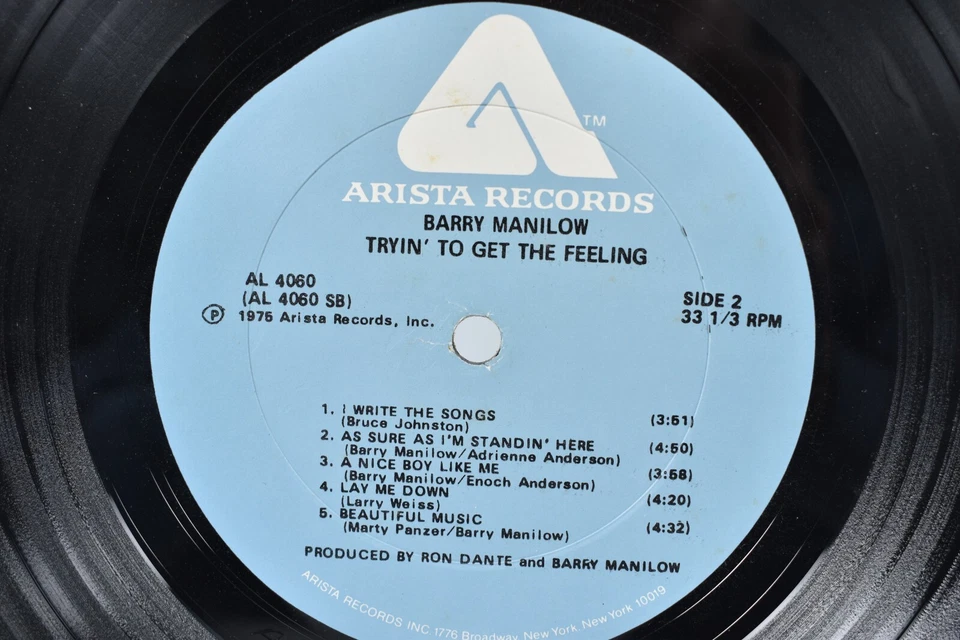 TM
ARISTA RECORDS
BARRY MANILOW
TRYIN' TO GET THE FEELING
AL 4060
(AL 4060 SB)
Ⓟ 1975 Arista Records, Inc.
SIDE 2
33 1/3 RPM
1. I WRITE THE SONGS (3:51)
(Bruce Johnston)
2. AS SURE AS I'M STANDIN' HERE (4:50)
(Barry Manilow/Adrienne Anderson)
3. A NICE BOY LIKE ME (3:58)
(Barry Manilow/Enoch Anderson)
4. LAY ME DOWN (4:20)
(Larry Weiss)
5. BEAUTIFUL MUSIC (4:32)
(Marty Panzer/Barry Manilow)
PRODUCED BY RON DANTE and BARRY MANILOW
ARISTA RECORDS INC 1776 Broadway, New York, New York 10019